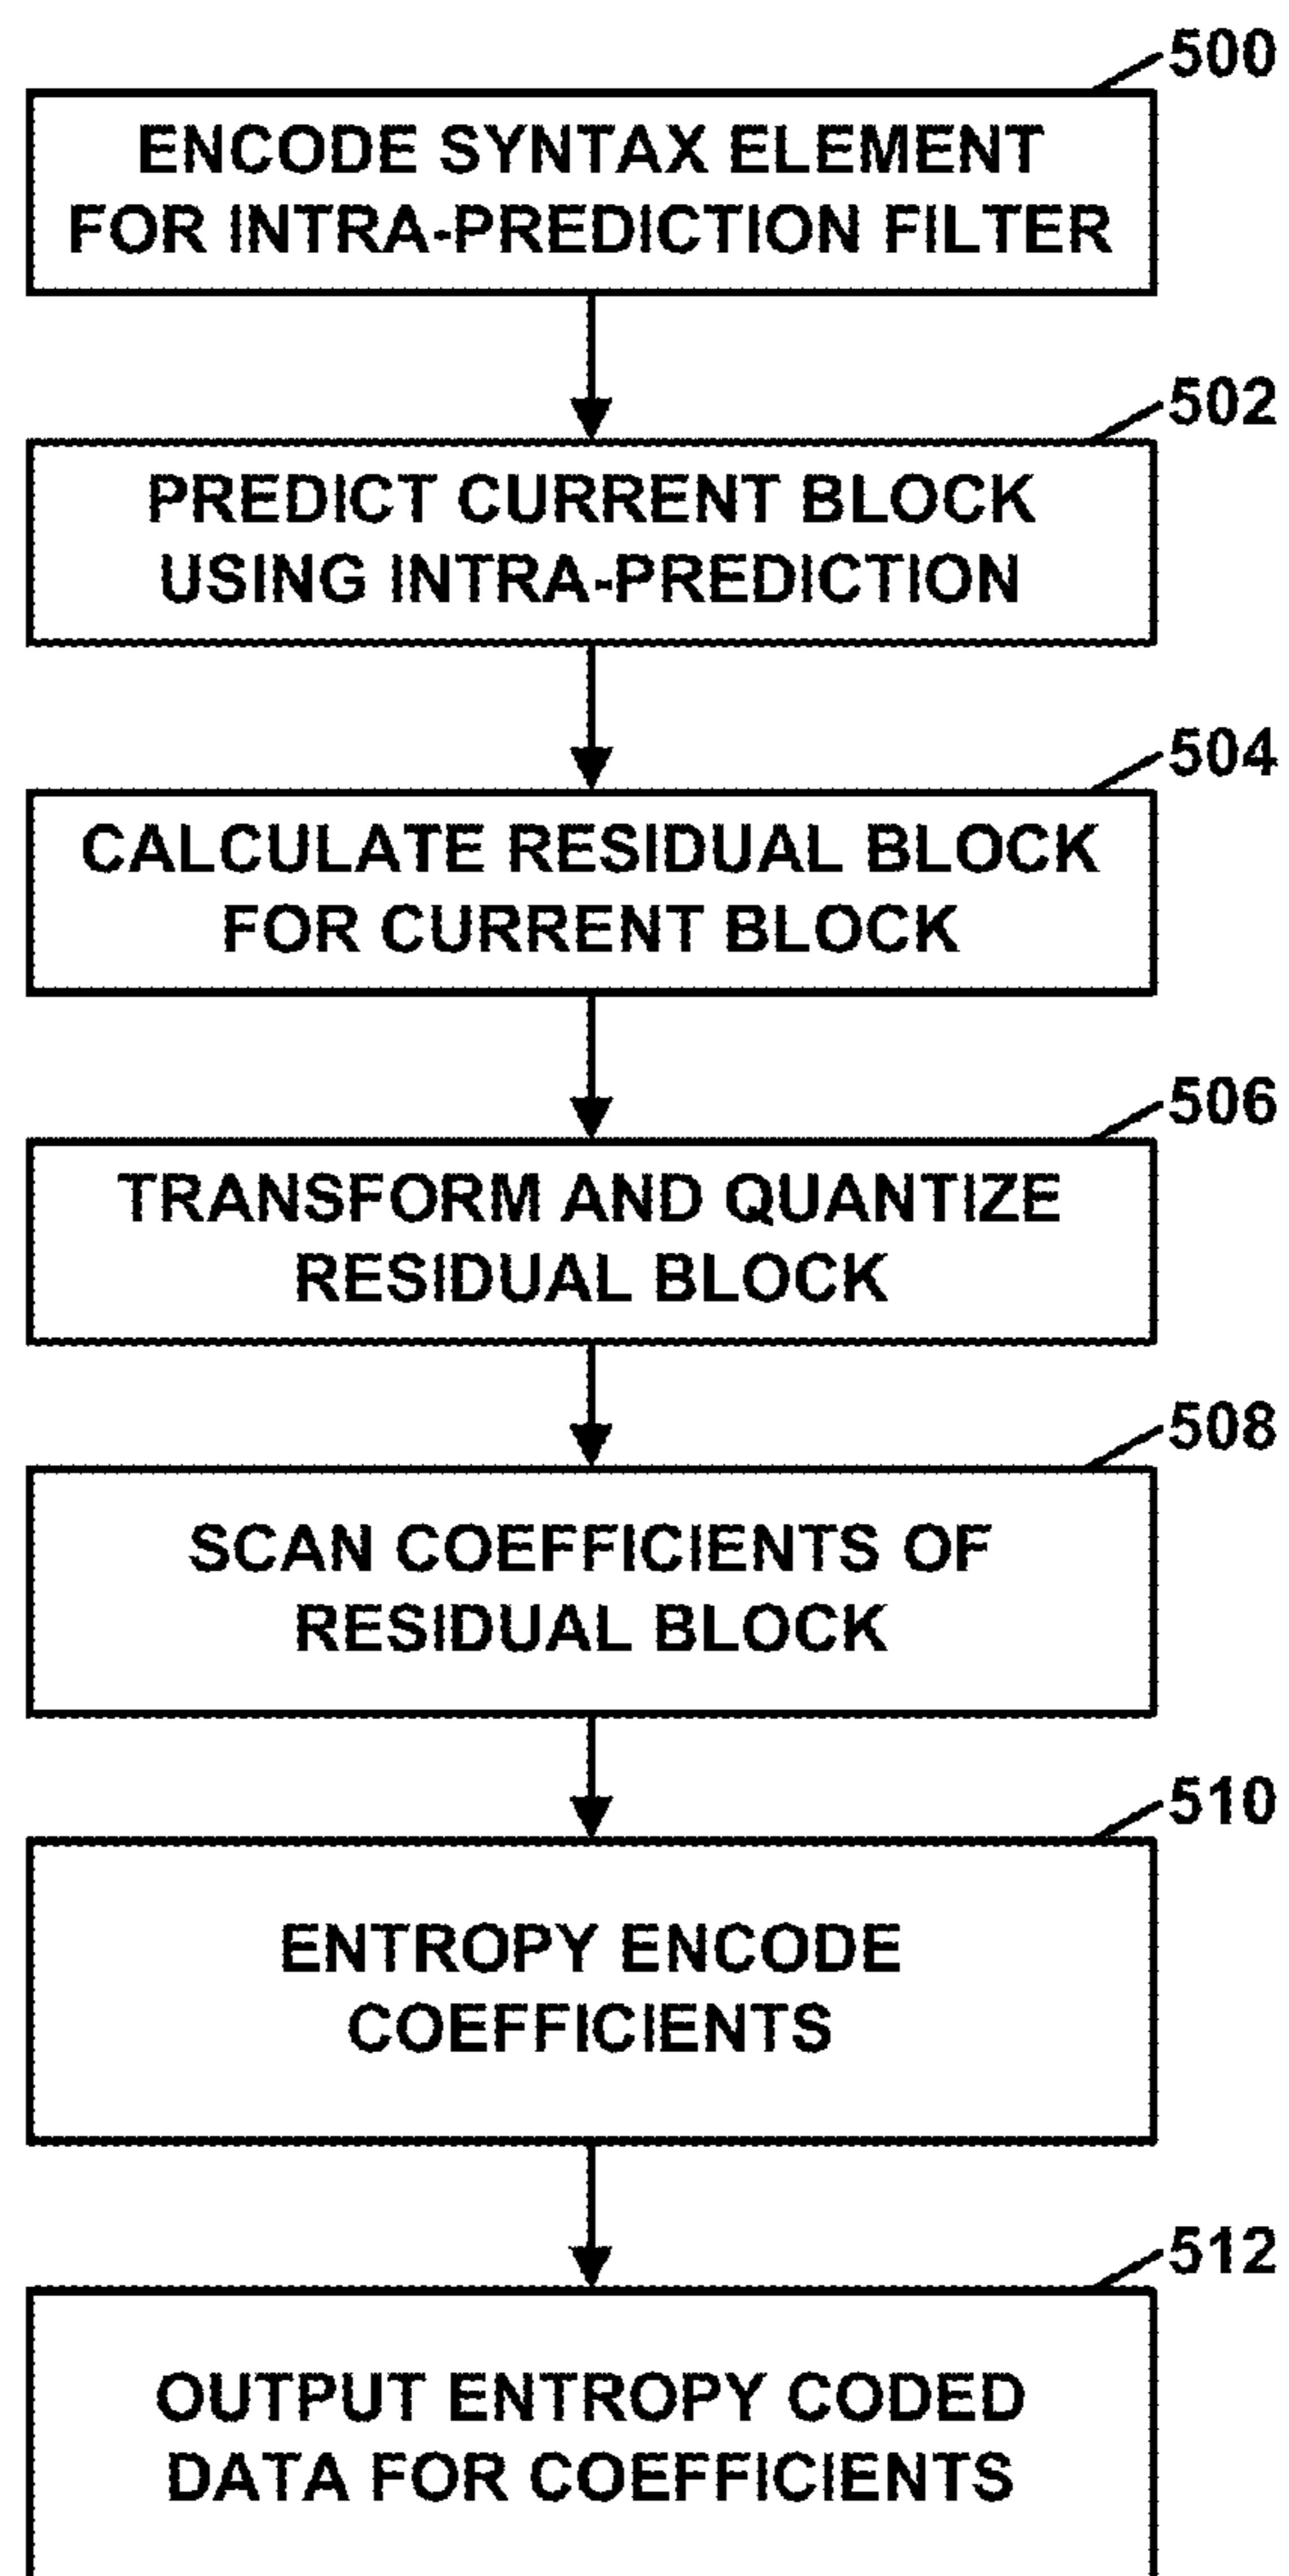 500
ENCODE SYNTAX ELEMENT
FOR INTRA-PREDICTION FILTER
502
PREDICT CURRENT BLOCK
USING INTRA-PREDICTION
504
CALCULATE RESIDUAL BLOCK
FOR CURRENT BLOCK
506
TRANSFORM AND QUANTIZE
RESIDUAL BLOCK
508
SCAN COEFFICIENTS OF
RESIDUAL BLOCK
510
ENTROPY ENCODE
COEFFICIENTS
512
OUTPUT ENTROPY CODED
DATA FOR COEFFICIENTS